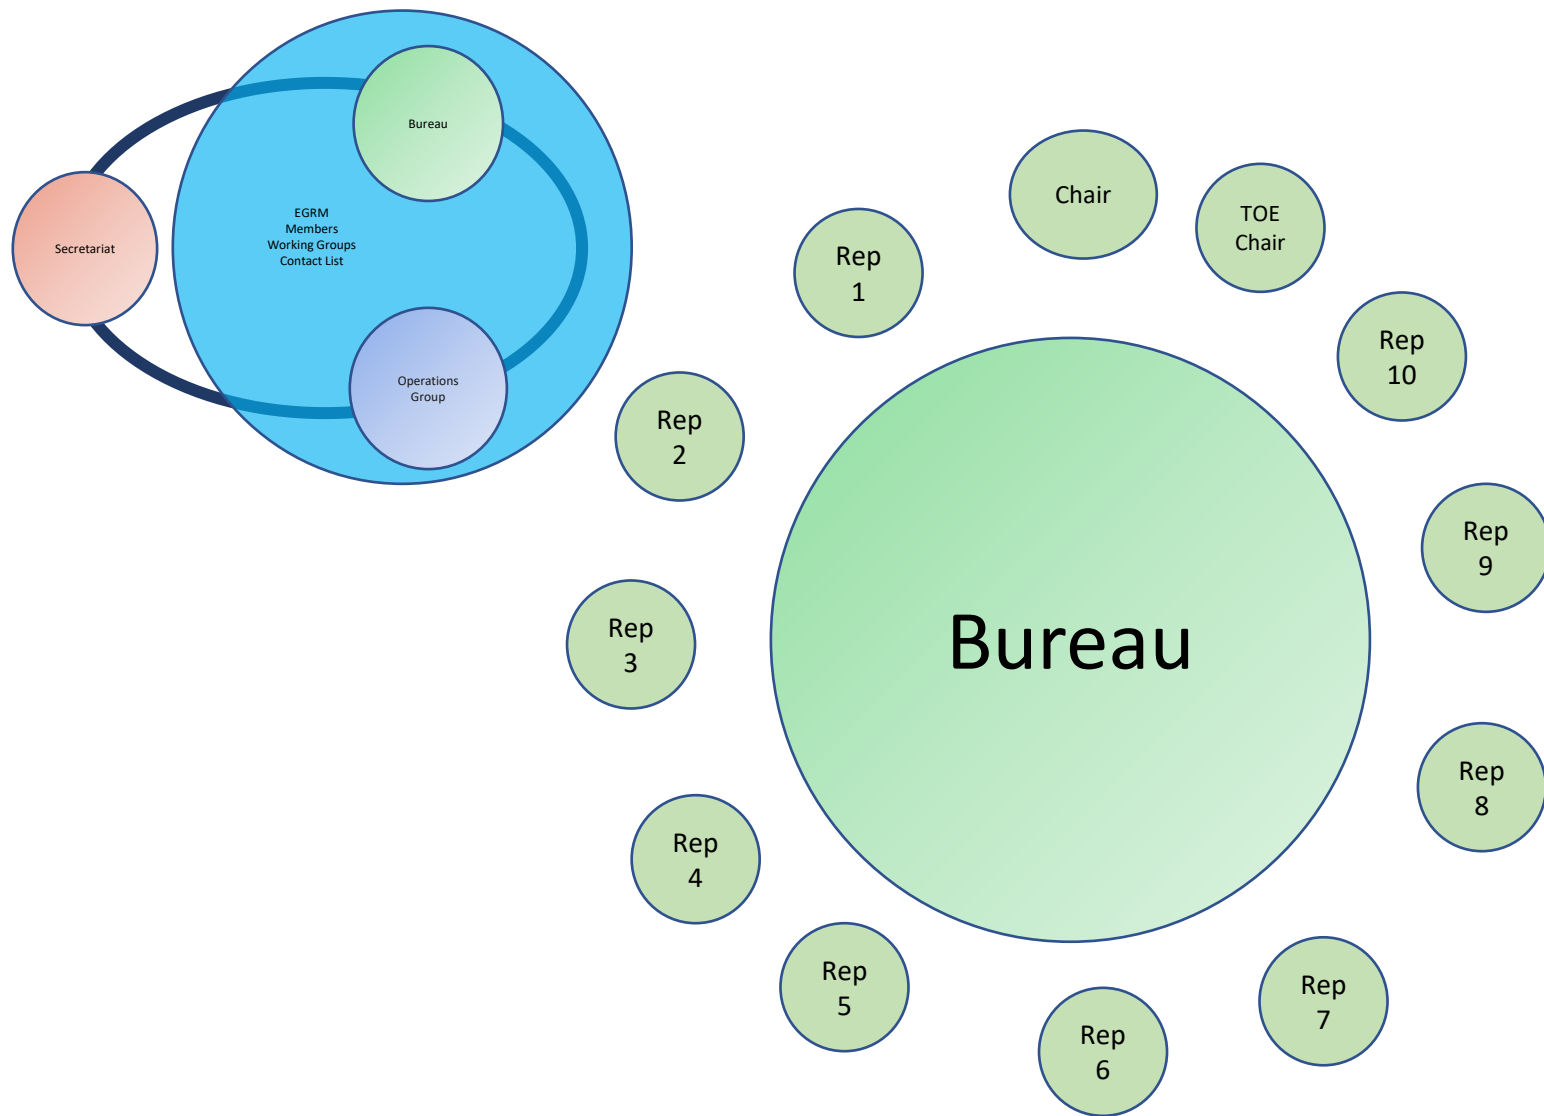 Bureau
Secretariat
EGRM
Members
Working Groups
Contact List
Operations
Group
Chair
TOE
Chair
Rep
1
Rep
2
Rep
3
Rep
4
Rep
5
Rep
6
Rep
7
Rep
8
Rep
9
Rep
10
Bureau